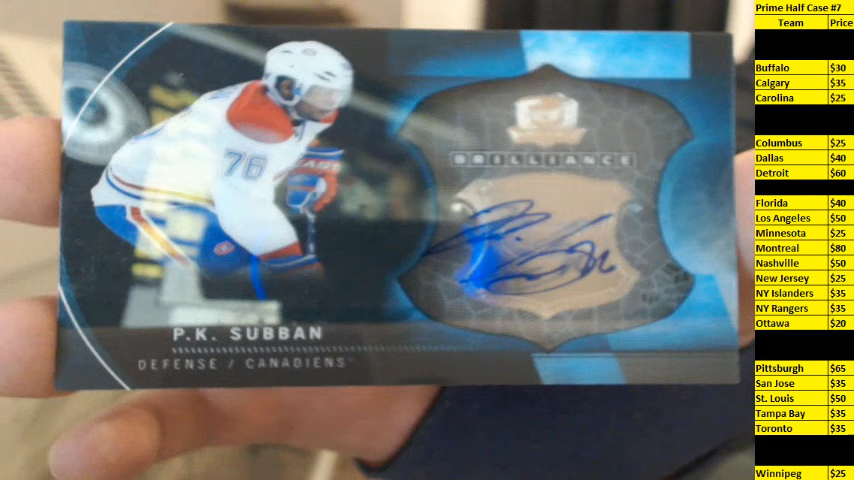 76
BRILLIANCE
P.K. SUBBAN
DEFENSE / CANADIENS
Prime Half Case #7
Team Price
Buffalo $30
Calgary $35
Carolina $25
Columbus $25
Dallas $40
Detroit $60
Florida $40
Los Angeles $50
Minnesota $25
Montreal $80
Nashville $50
New Jersey $25
NY Islanders $35
NY Rangers $35
Ottawa $20
Pittsburgh $65
San Jose $35
St. Louis $50
Tampa Bay $35
Toronto $35
Winnipeg $25